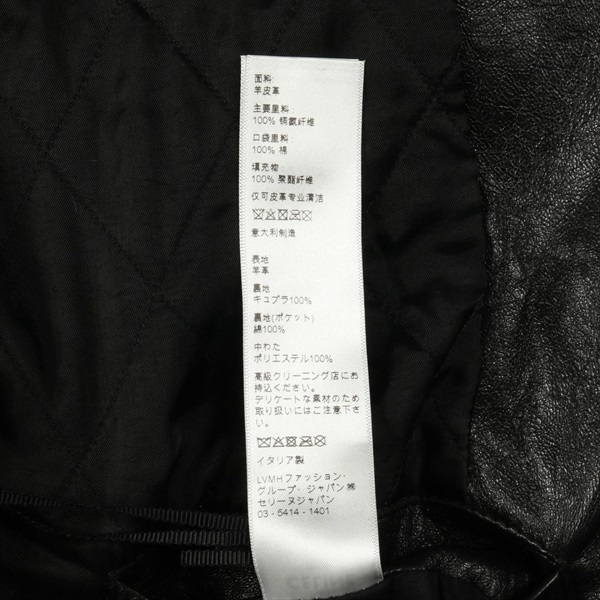 面料:
羊皮革
主要里料:
100% 铜氨纤维
口袋里料:
100% 棉
填充物:
100% 聚酯纤维
仅可皮革专业清洁
意大利制造
表地
羊革
裏地
キュプラ100%
裏地(ポケット)
綿100%
中わた
ポリエステル100%
高級クリーニング店にお
持込ください。
デリケートな素材のため
取り扱いにはご注意下さ
い。
イタリア製
LVMHファッション・
グループ・ジャパン㈱
セリーヌジャパン
03 - 5414 - 1401